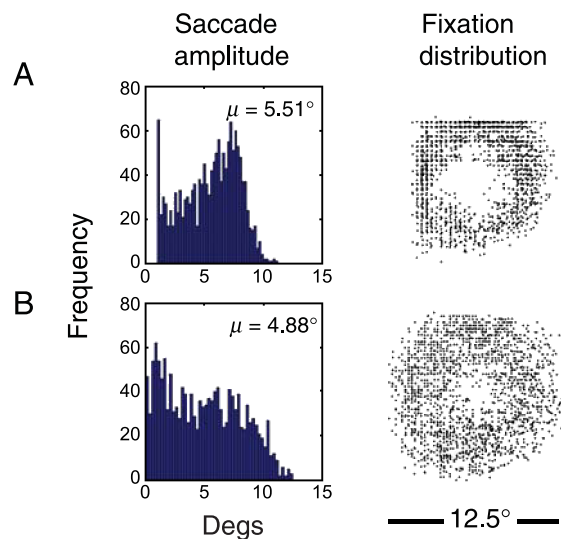 Saccade
amplitude
Fixation
distribution
A
80
60
40
20
0
μ = 5.51°
0 5 10 15
Frequency
B
80
60
40
20
0
μ = 4.88°
0 5 10 15
Degs
12.5°